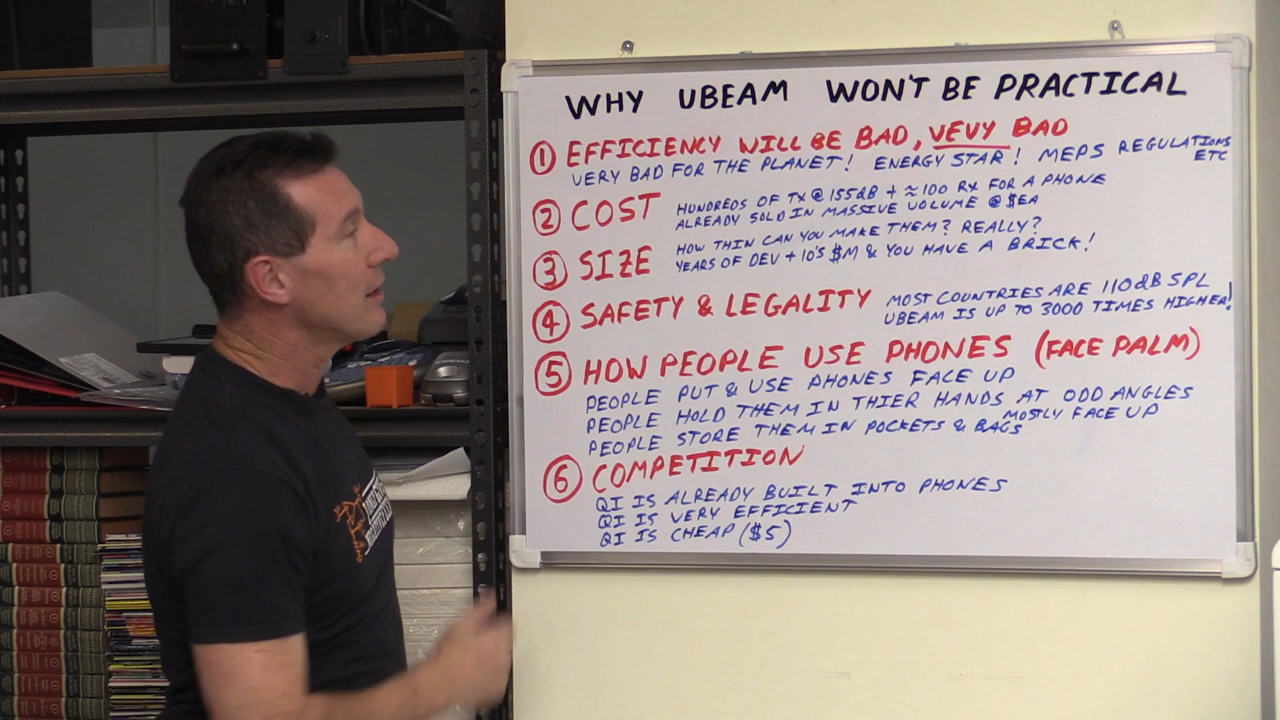 WHY UBEAM WON'T BE PRACTICAL
① EFFICIENCY WILL BE BAD, VEVY BAD
VERY BAD FOR THE PLANET! ENERGY STAR! MEPS REGULATIONS
ETC
② COST
HUNDREDS OF TX @ 155dB + ≈100 RX FOR A PHONE
ALREADY SOLD IN MASSIVE VOLUME @ $EA
③ SIZE
HOW THIN CAN YOU MAKE THEM? REALLY?
YEARS OF DEV + 10'S $M & YOU HAVE A BRICK!
④ SAFETY & LEGALITY
MOST COUNTRIES ARE 110dB SPL
UBEAM IS UP TO 3000 TIMES HIGHER!
⑤ HOW PEOPLE USE PHONES (FACE PALM)
PEOPLE PUT & USE PHONES FACE UP
PEOPLE HOLD THEM IN THIER HANDS AT ODD ANGLES
MOSTLY FACE UP
PEOPLE STORE THEM IN POCKETS & BAGS
⑥ COMPETITION
QI IS ALREADY BUILT INTO PHONES
QI IS VERY EFFICIENT
QI IS CHEAP ($5)